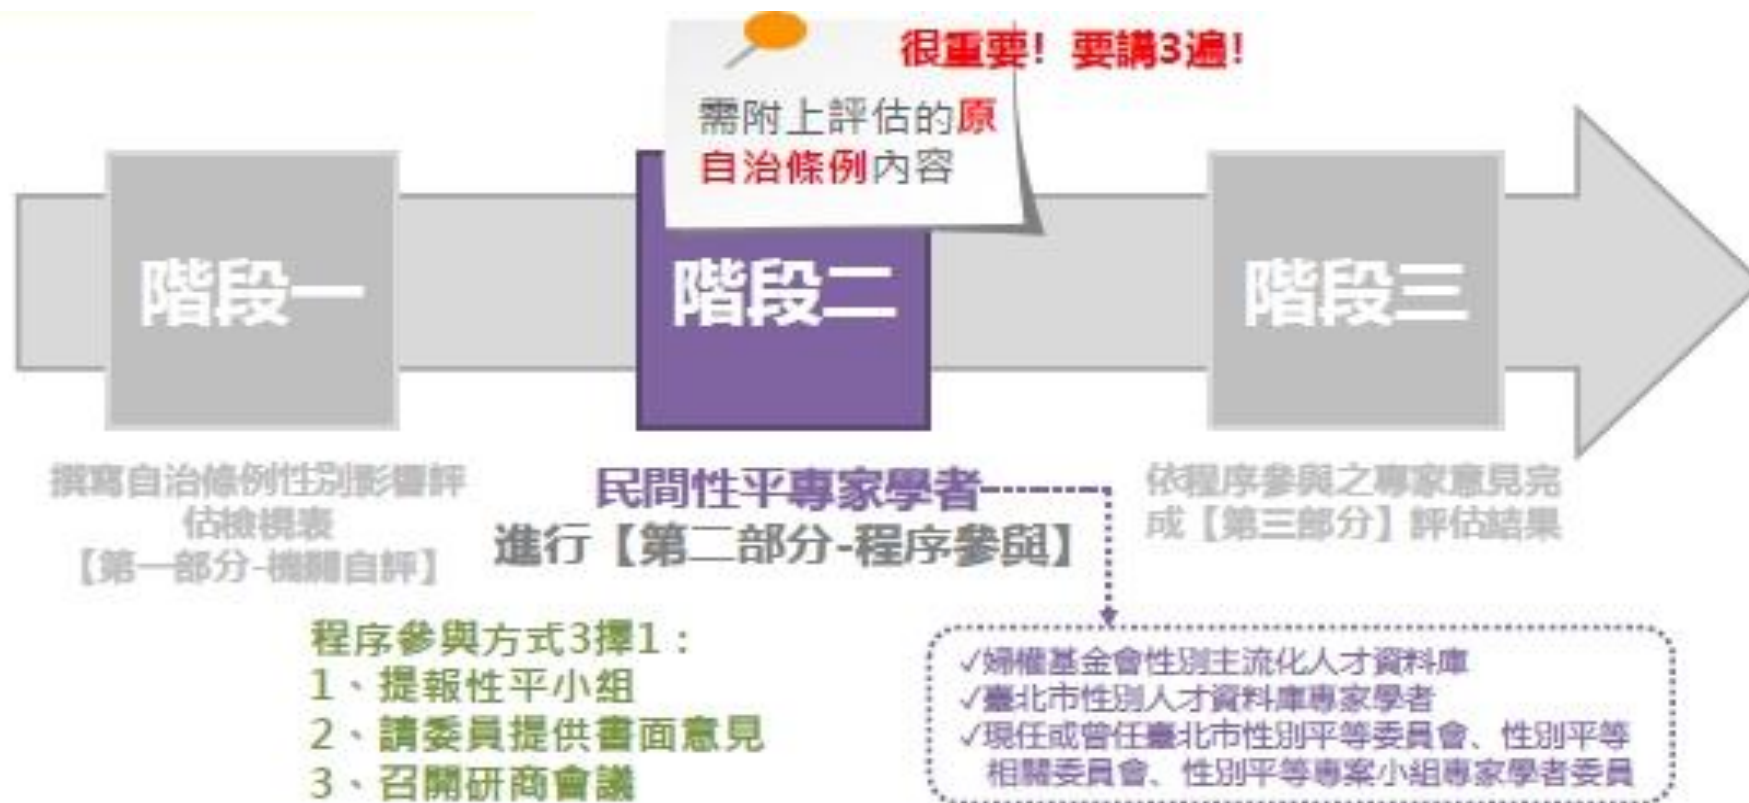 很重要! 要講3遍!
需附上評估的原
自治條例內容
階段一
階段二
階段三
撰寫自治條例性別影響評
估檢視表
【第一部分-機關自評】
民間性平專家學者
進行【第二部分-程序參與】
依程序參與之專家意見完
成【第三部分】評估結果
程序參與方式3擇1：
1、提報性平小組
2、請委員提供書面意見
3、召開研商會議
✓婦權基金會性別主流化人才資料庫
✓臺北市性別人才資料庫專家學者
✓現任或曾任臺北市性別平等委員會、性別平等
相關委員會、性別平等專案小組專家學者委員